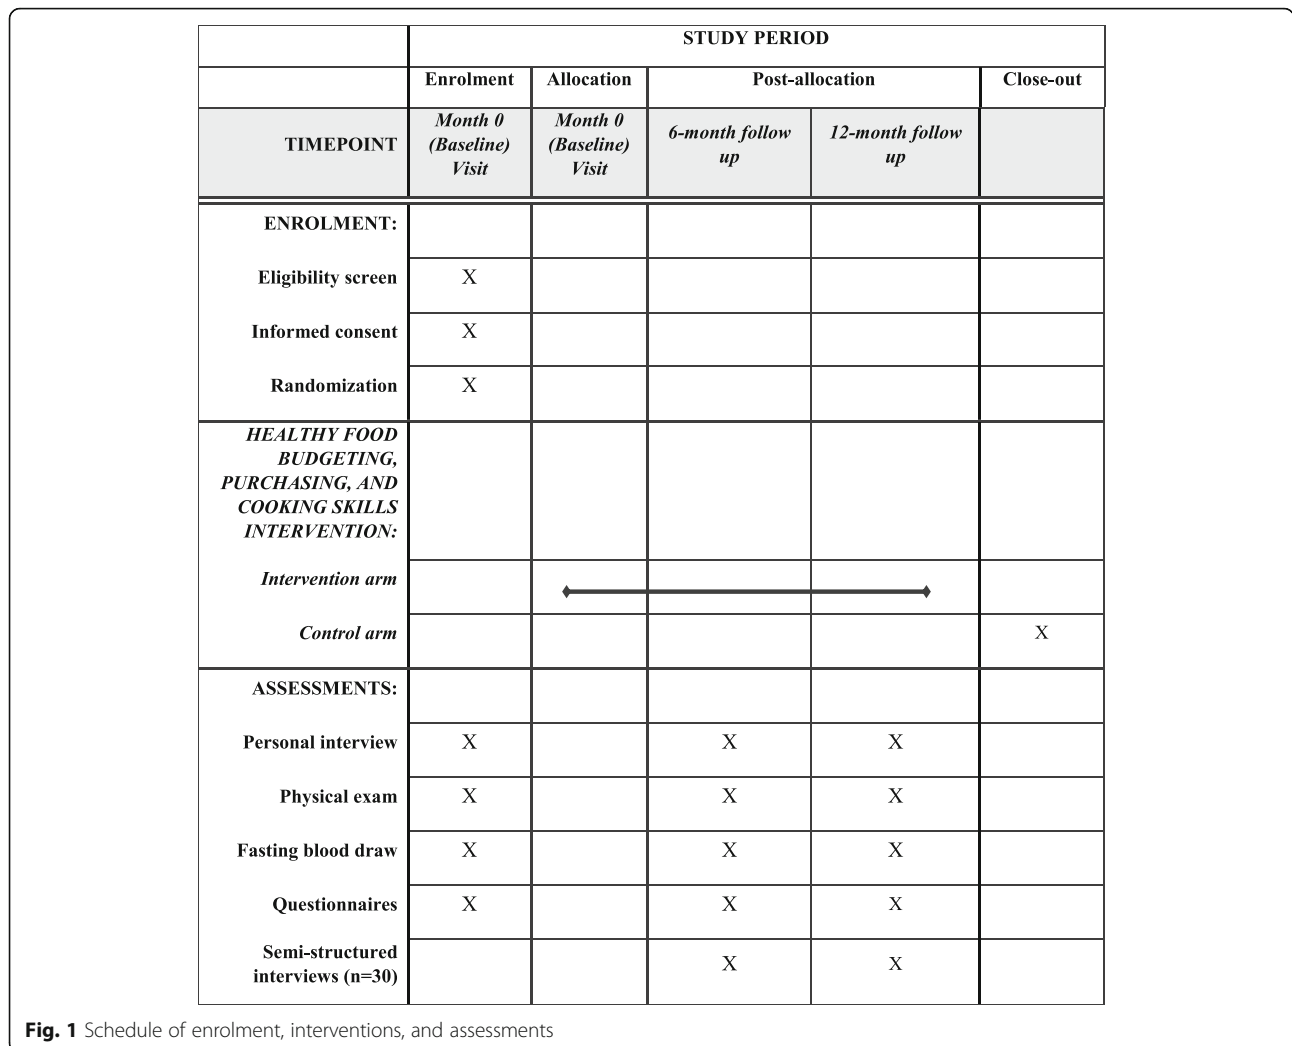 STUDY PERIOD
Enrolment Allocation Post-allocation Close-out
TIMEPOINT
Month 0
(Baseline)
Visit
Month 0
(Baseline)
Visit
6-month follow
up
12-month follow
up
ENROLMENT:
Eligibility screen X
Informed consent X
Randomization X
HEALTHY FOOD
BUDGETING,
PURCHASING, AND
COOKING SKILLS
INTERVENTION:
Intervention arm
Control arm X
ASSESSMENTS:
Personal interview X X X
Physical exam X X X
Fasting blood draw X X X
Questionnaires X X X
Semi-structured
interviews (n=30) X X
Fig. 1 Schedule of enrolment, interventions, and assessments